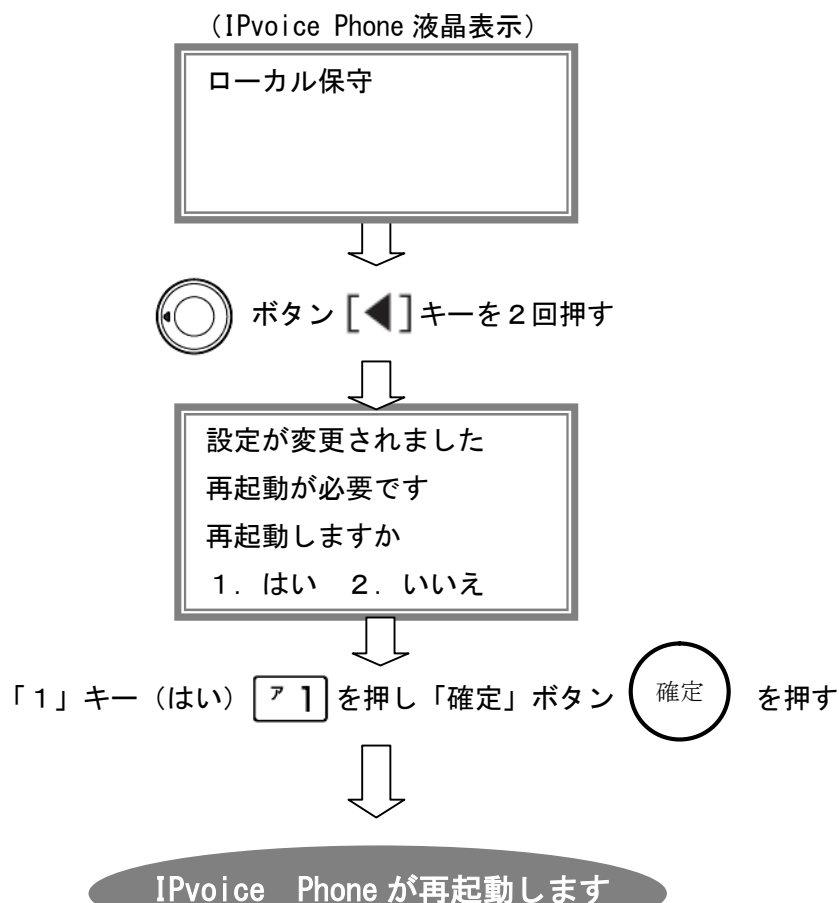 （IPvoice Phone 液晶表示）
ローカル保守
ボタン [◀] キーを２回押す
設定が変更されました
再起動が必要です
再起動しますか
１．はい　２．いいえ
「１」キー（はい） ア 1 を押し「確定」ボタン 確定 を押す
IPvoice　Phone が再起動します